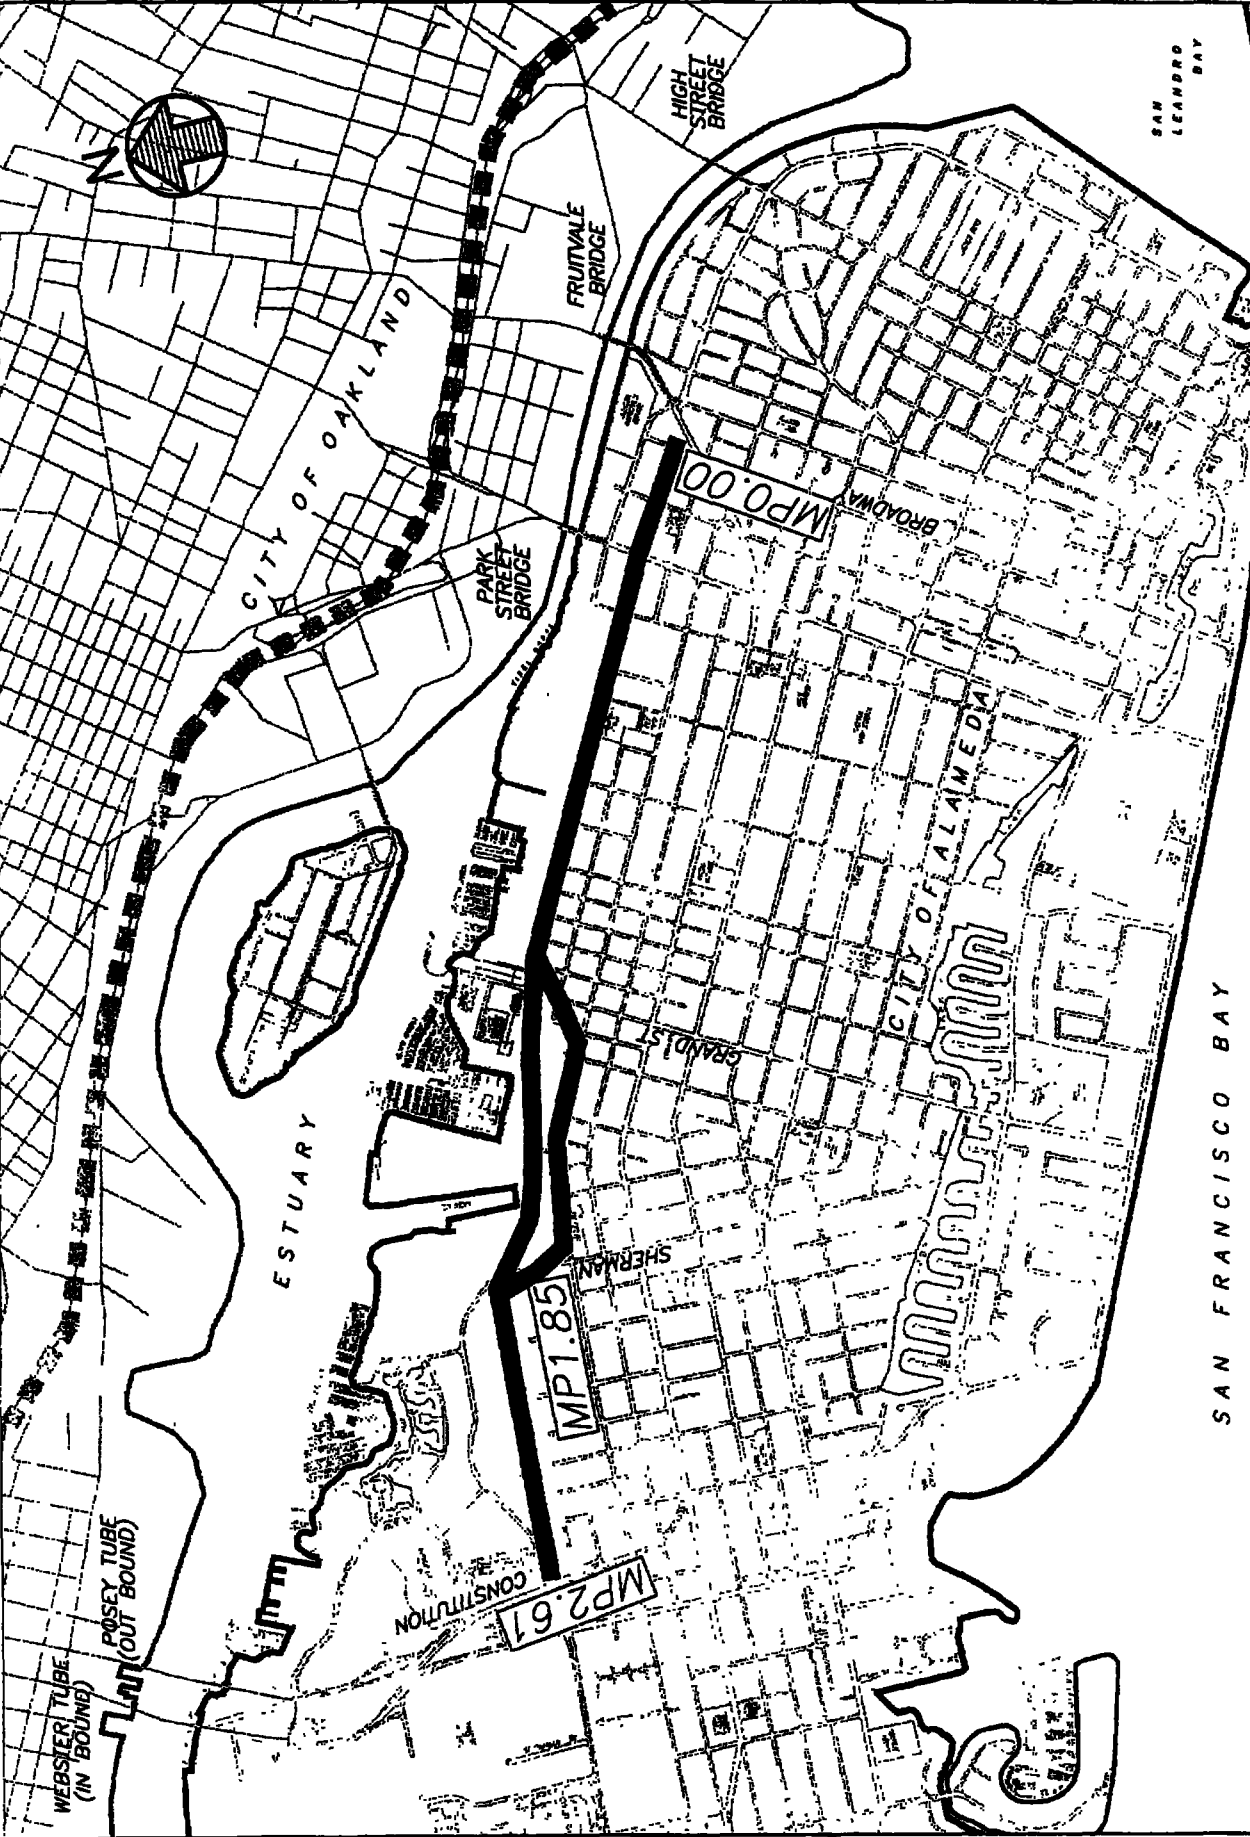 WEBSTER TUBE
(IN BOUND)
POSEY TUBE
(OUT BOUND)
N
CITY OF OAKLAND
HIGH
STREET
BRIDGE
FRUITVALE
BRIDGE
PARK
STREET
BRIDGE
SAN
LEANDRO
BAY
ESTUARY
MP0.00
BROADWAY
CITY OF ALAMEDA
GRAND ST
SHERMAN
MP1.85
CONSTITUTION
MP2.61
SAN FRANCISCO BAY